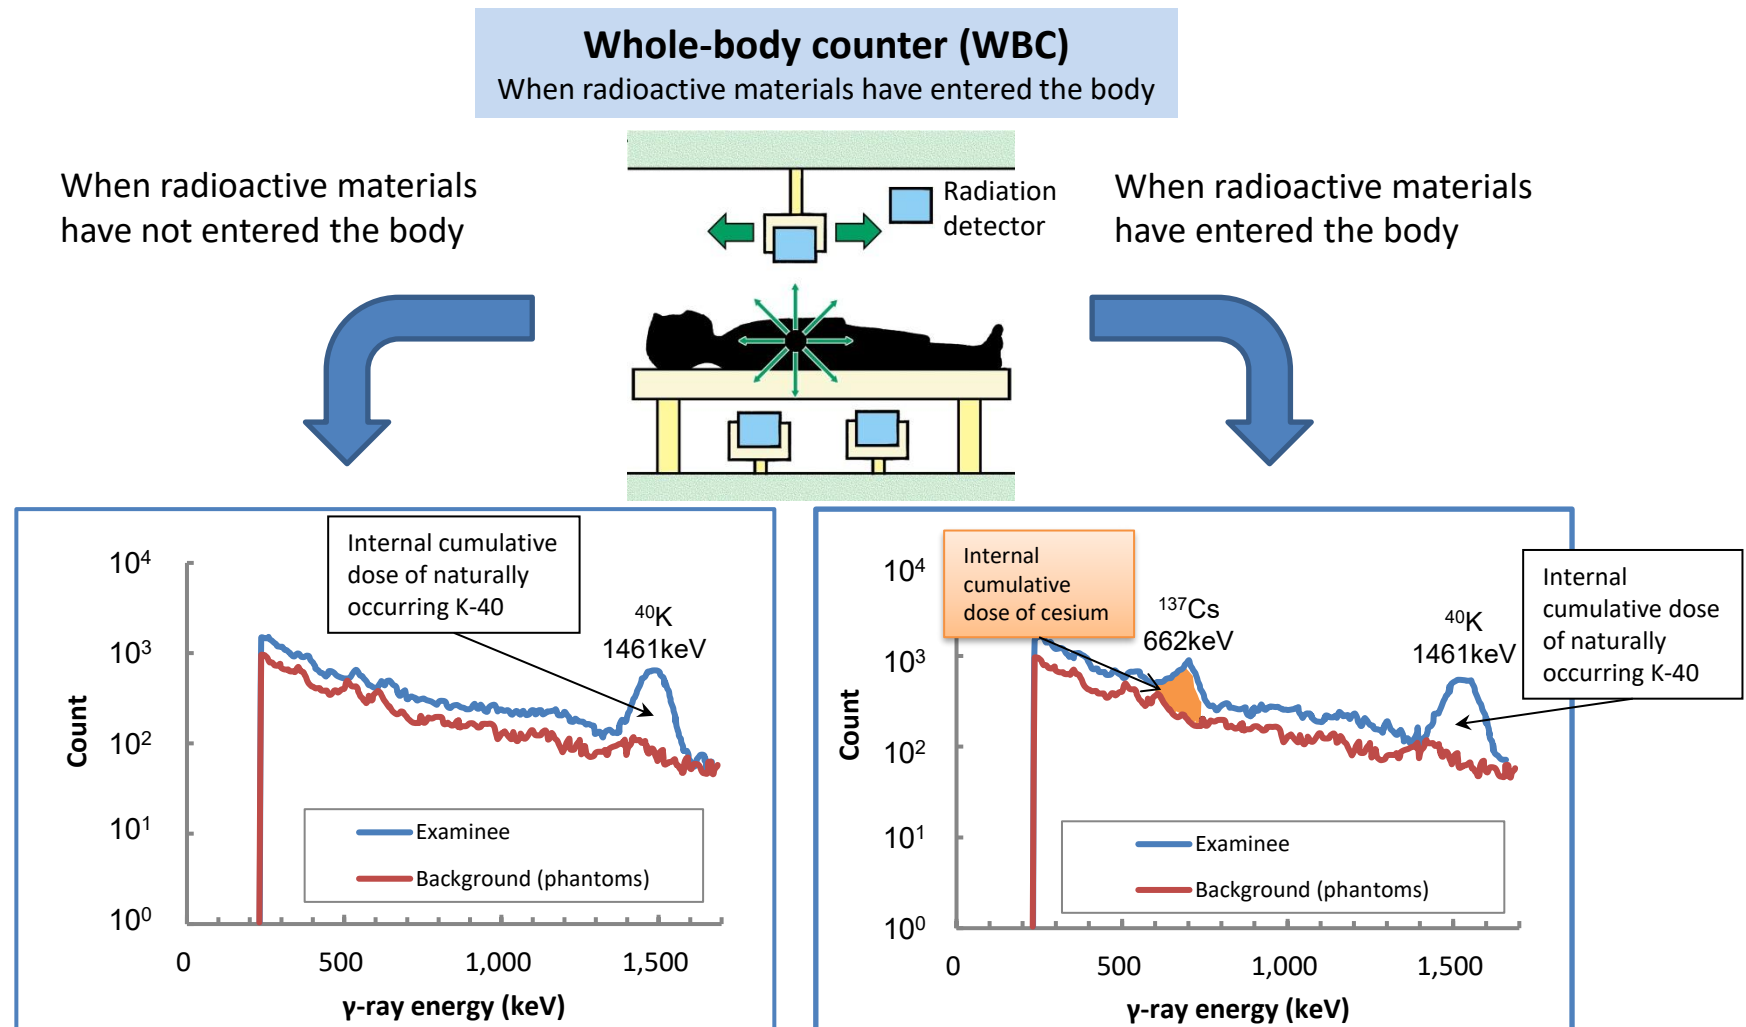 Whole-body counter (WBC)
When radioactive materials have entered the body
When radioactive materials
have not entered the body
Radiation
detector
When radioactive materials
have entered the body
Internal cumulative
dose of naturally
occurring K-40
⁴⁰K
1461keV
10⁴
10³
10²
10¹
10⁰
Count
Examinee
Background (phantoms)
0
500
1,000
1,500
γ-ray energy (keV)
Internal
cumulative
dose of cesium
¹³⁷Cs
662keV
⁴⁰K
1461keV
Internal
cumulative dose
of naturally
occurring K-40
10⁴
10³
10²
10¹
10⁰
Count
Examinee
Background (phantoms)
0
500
1,000
1,500
γ-ray energy (keV)